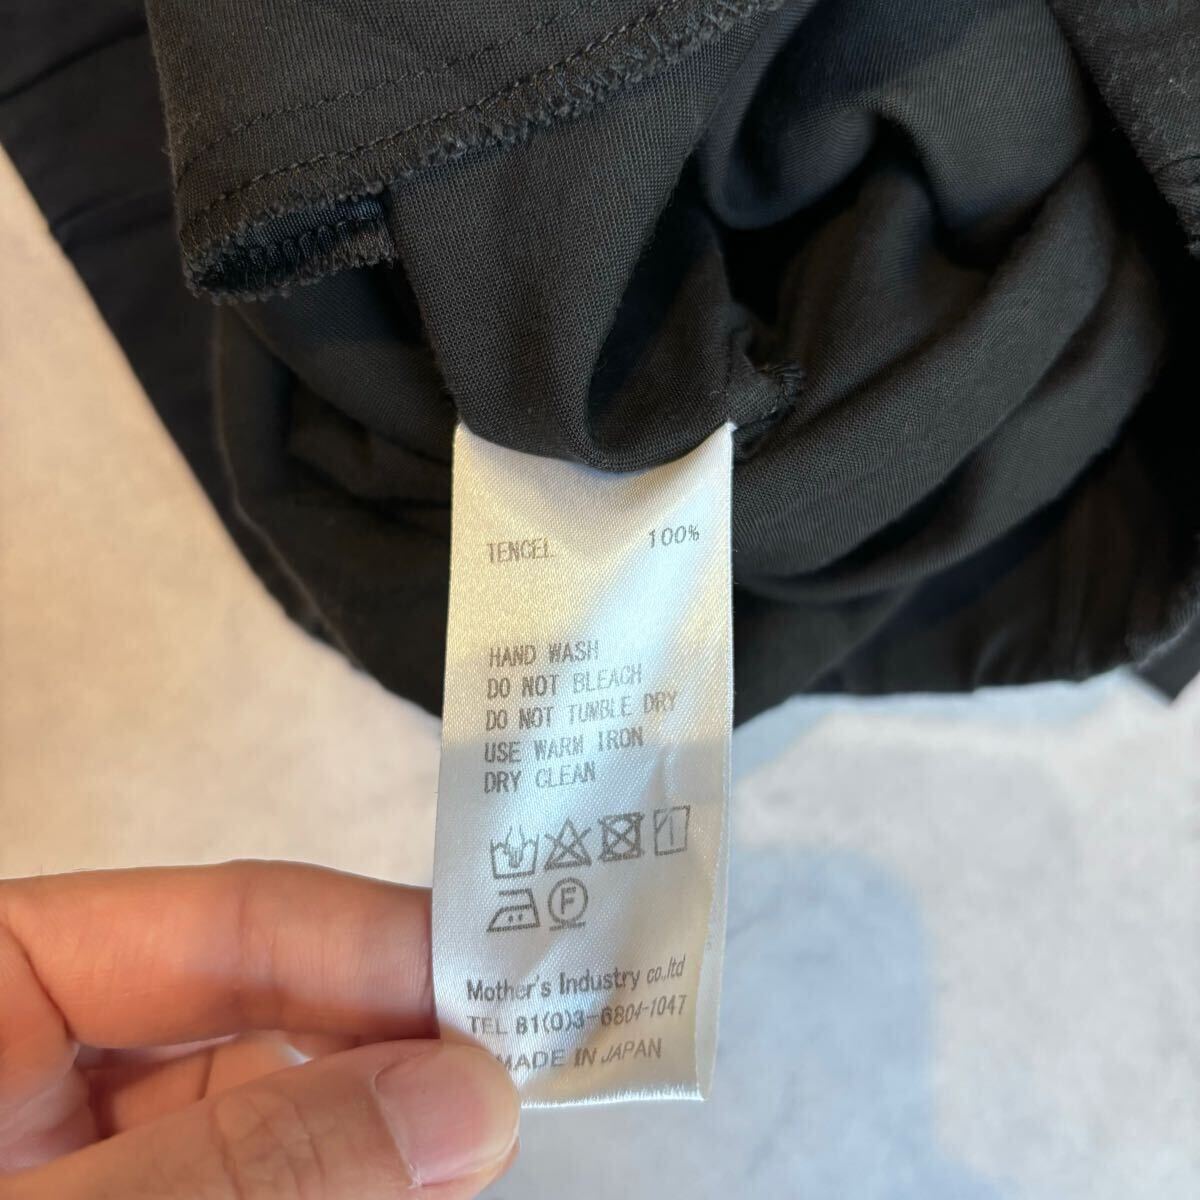 TENCEL 100%
HAND WASH
DO NOT BLEACH
DO NOT TUMBLE DRY
USE WARM IRON
DRY CLEAN
F
Mother's Industry co.,ltd
TEL 81(0)3-6804-1047
MADE IN JAPAN